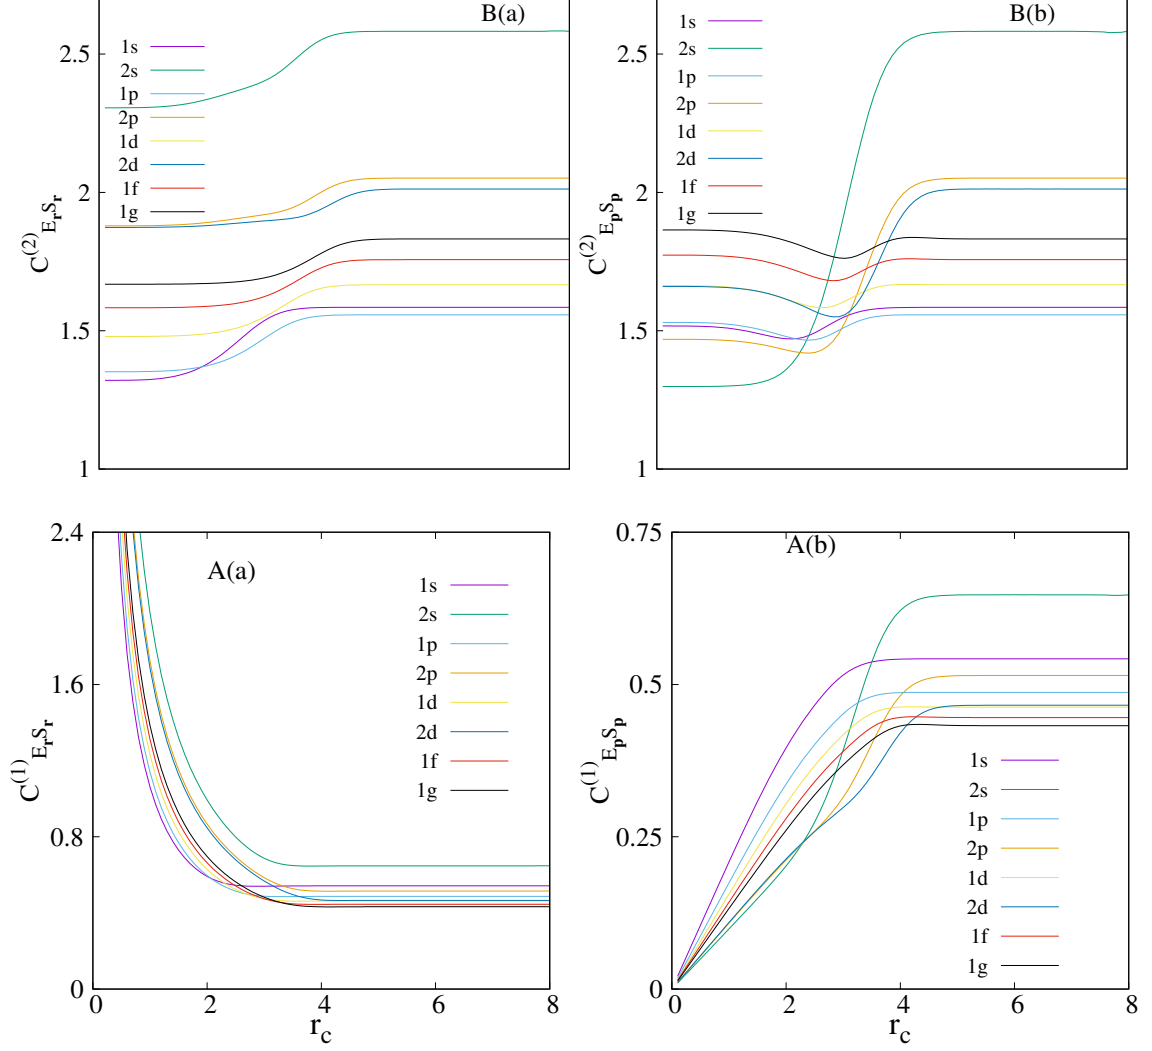 B(a)
2.5
2
1.5
1
C(2)ErSr
1s
2s
1p
2p
1d
2d
1f
1g
B(b)
2.5
2
1.5
1
C(2)EpSp
1s
2s
1p
2p
1d
2d
1f
1g
A(a)
2.4
1.6
0.8
0
C(1)ErSr
1s
2s
1p
2p
1d
2d
1f
1g
0 2 4 6 8
rc
A(b)
0.75
0.5
0.25
0
C(1)EpSp
1s
2s
1p
2p
1d
2d
1f
1g
0 2 4 6 8
rc